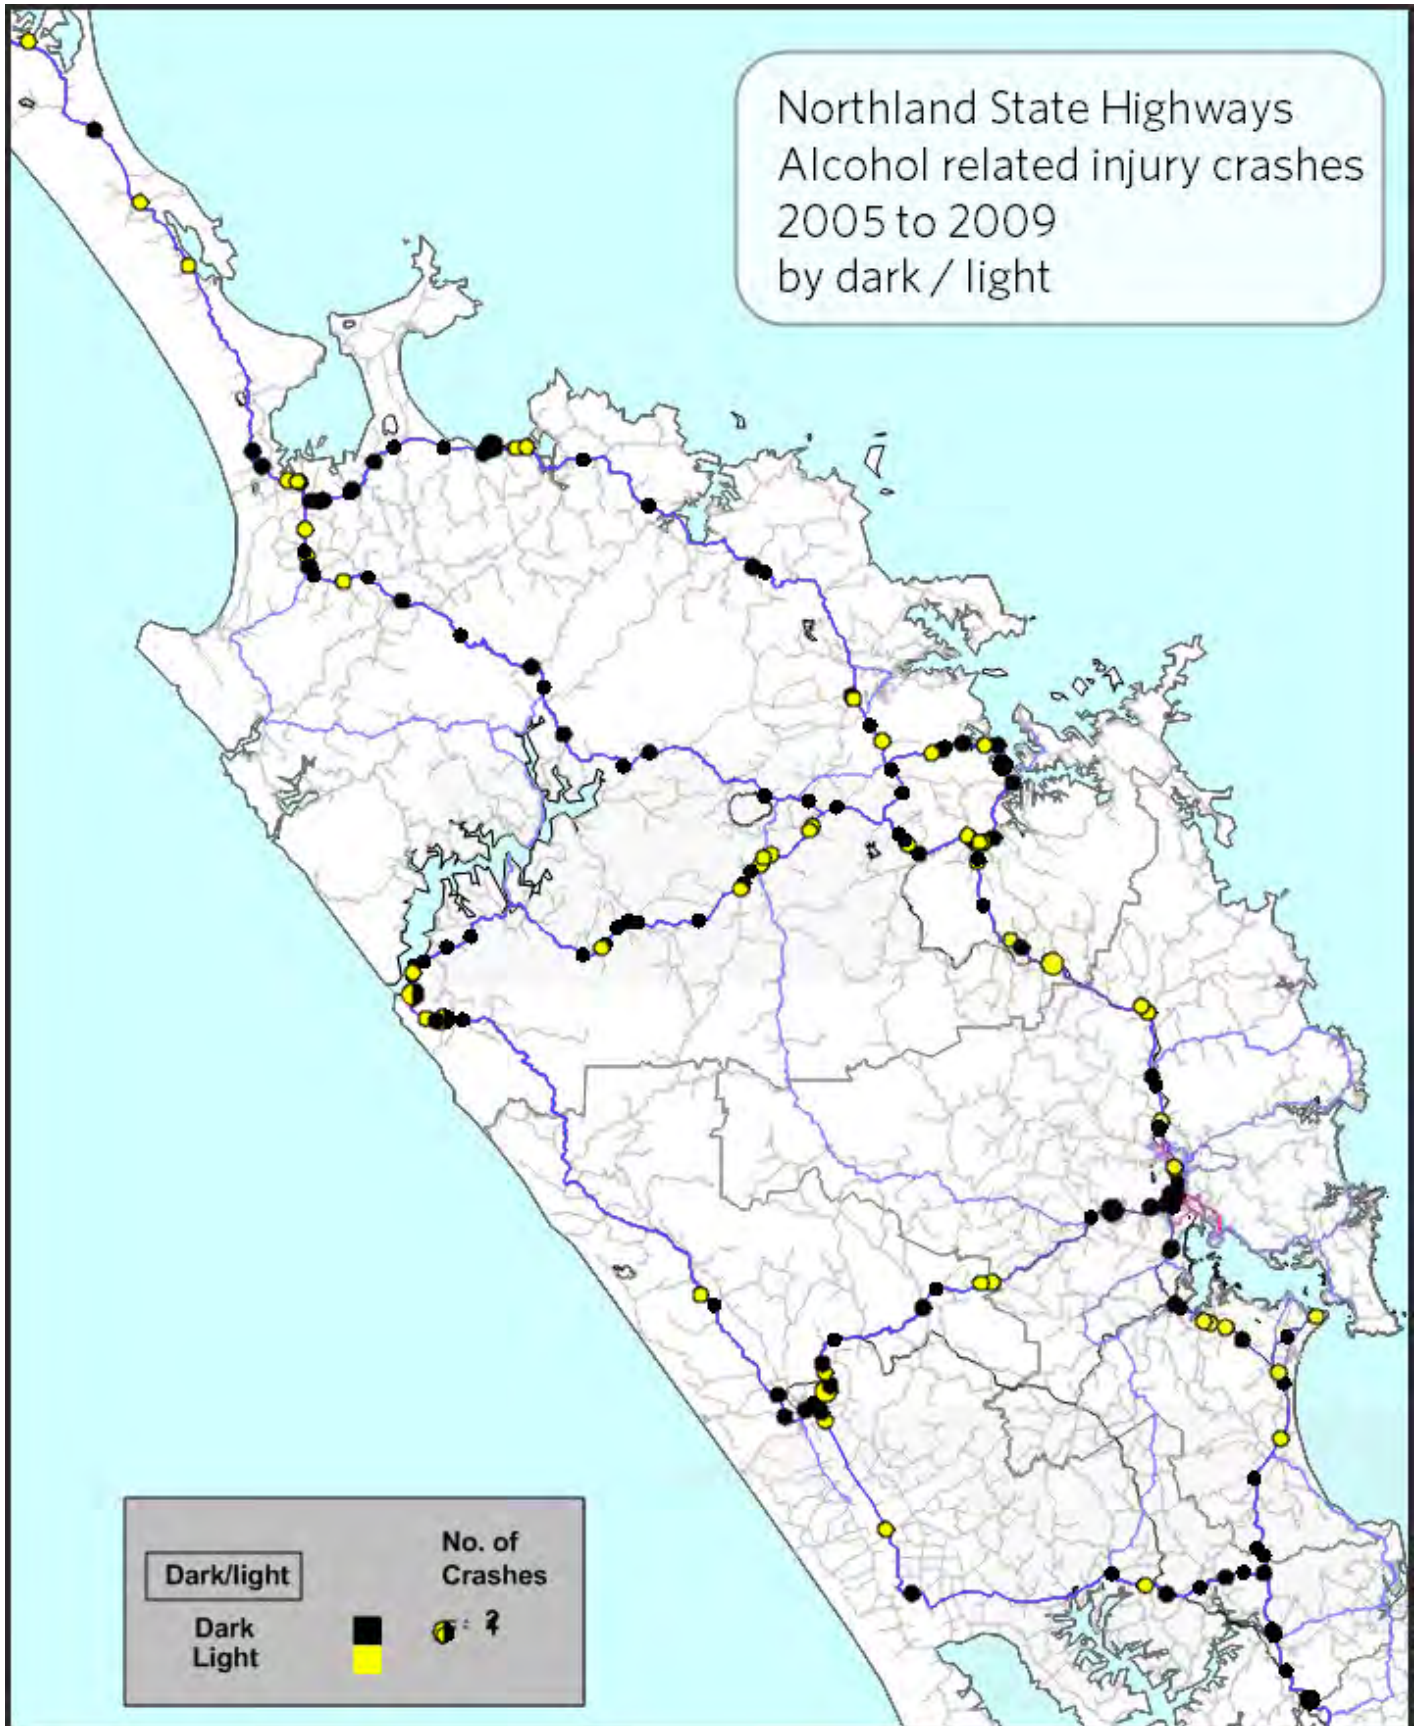 Northland State Highways
Alcohol related injury crashes
2005 to 2009
by dark / light
No. of
Crashes
Dark/light
Dark
Light